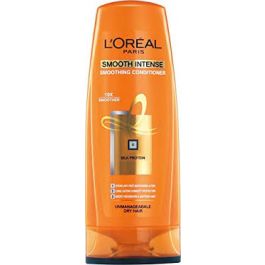 L'ORÉAL
PARIS
SMOOTH INTENSE
SMOOTHING CONDITIONER
10X
SMOOTHER
SILK PROTEIN
UNMANAGEABLE
DRY HAIR